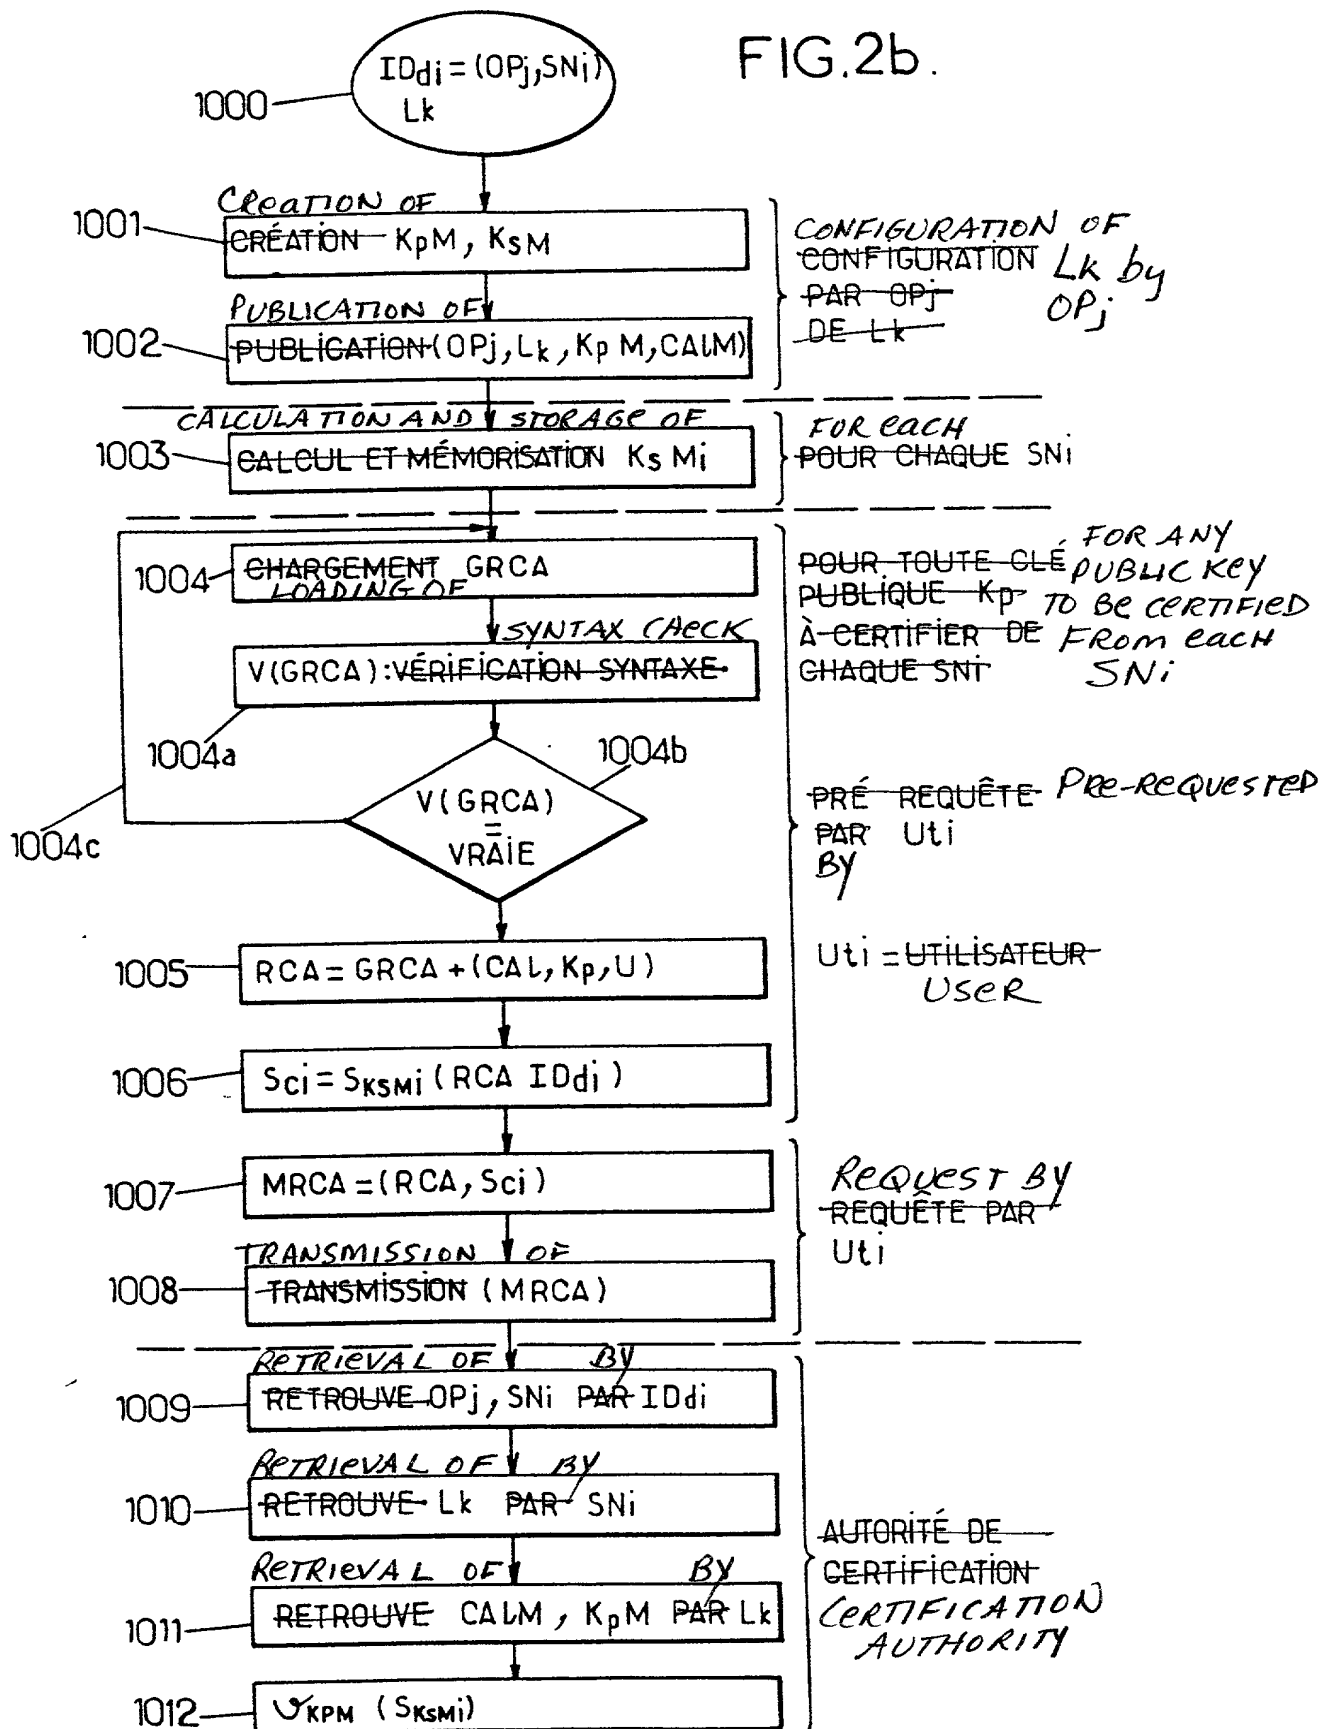 FIG.2b.
IDdi = (OPj,SNi)
Lk
1000
CREATION OF
1001
CRÉATION KpM, KsM
CONFIGURATION OF
CONFIGURATION Lk by
PAR OPj OPj
DE Lk
PUBLICATION OF
1002
PUBLICATION (OPj, Lk, KpM, CALM)
CALCULATION AND STORAGE OF
1003
CALCUL ET MÉMORISATION KsMi
FOR EACH
POUR CHAQUE SNi
1004
CHARGEMENT GRCA
LOADING OF
POUR TOUTE CLÉ FOR ANY
PUBLIQUE Kp PUBLIC KEY
À CERTIFIER DE TO BE CERTIFIED
CHAQUE SNi FROM EACH
SNi
SYNTAX CHECK
V(GRCA): VÉRIFICATION SYNTAXE
1004a
1004b
V(GRCA)
=
VRAIE
1004c
PRÉ REQUÊTE PRE-REQUESTED
PAR Uti
BY
1005
RCA = GRCA + (CAL, Kp, U)
Uti = UTILISATEUR
USER
1006
Sci = SKSMi (RCA IDdi)
1007
MRCA = (RCA, Sci)
REQUEST BY
REQUÊTE PAR
Uti
TRANSMISSION OF
1008
TRANSMISSION (MRCA)
RETRIEVAL OF BY
1009
RETROUVE OPj, SNi PAR IDdi
RETRIEVAL OF BY
1010
RETROUVE Lk PAR SNi
AUTORITÉ DE
CERTIFICATION
CERTIFICATION
AUTHORITY
RETRIEVAL OF BY
1011
RETROUVE CALM, KpM PAR Lk
1012
𝒱KPM (SKSMi)